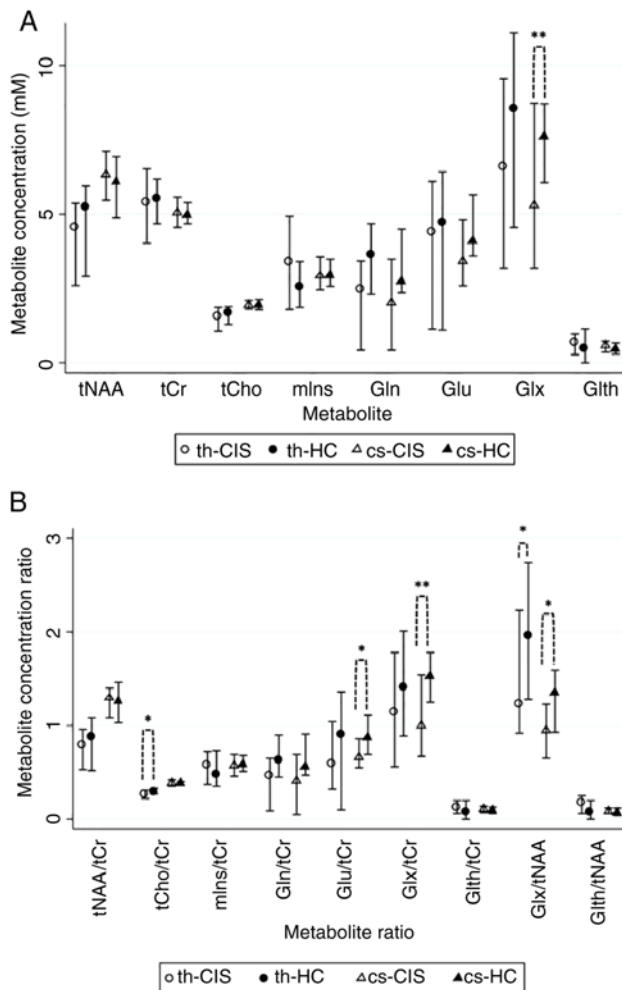 A
**
10
5
0
Metabolite concentration (mM)
tNAA tCr tCho mIns Gln Glu Glx Glth
Metabolite
th-CIS th-HC cs-CIS cs-HC
B
3
2
1
0
Metabolite concentration ratio
*
*
**
*
*
tNAA/tCr
tCho/tCr
mIns/tCr
Gln/tCr
Glu/tCr
Glx/tCr
Glth/tCr
Glx/tNAA
Glth/tNAA
Metabolite ratio
th-CIS th-HC cs-CIS cs-HC